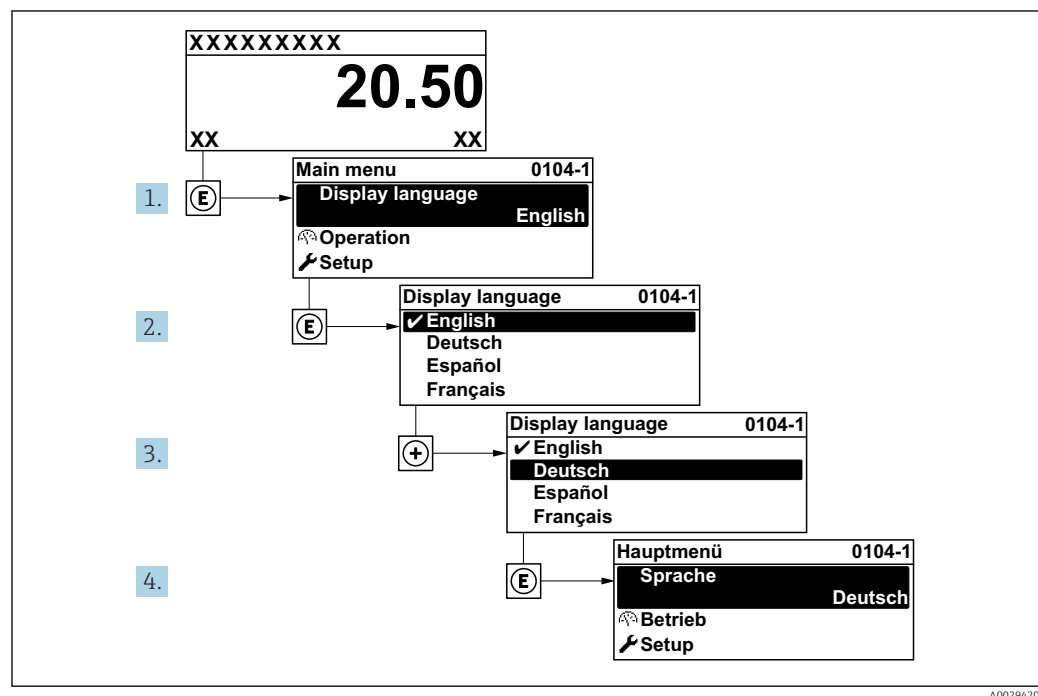 XXXXXXXXX
20.50
XX XX
1. E
Main menu 0104-1
Display language
English
Operation
Setup
2. E
Display language 0104-1
✔ English
Deutsch
Español
Français
3. +
Display language 0104-1
✔ English
Deutsch
Español
Français
4. E
Hauptmenü 0104-1
Sprache
Deutsch
Betrieb
Setup
A0029420